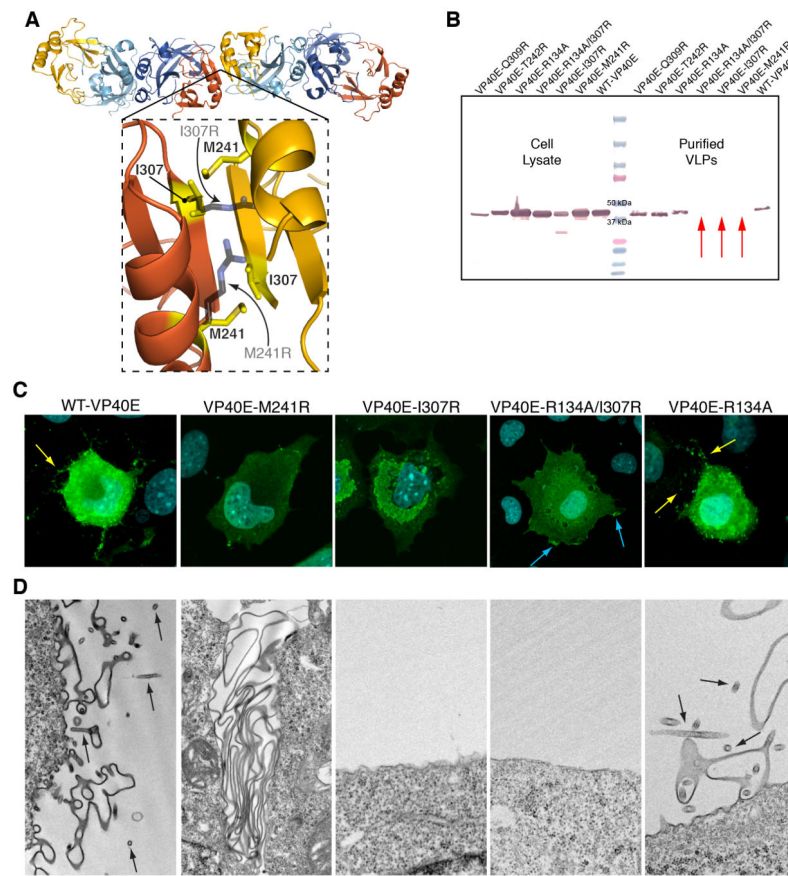 A
I307R
M241
I307
I307
M241
M241R
B
VP40E-Q309R
VP40E-T242R
VP40E-R134A
VP40E-R134A/I307R
VP40E-I307R
VP40E-M241R
WT-VP40E
VP40E-Q309R
VP40E-T242R
VP40E-R134A
VP40E-R134A/I307R
VP40E-I307R
VP40E-M241R
WT-VP40
Cell
Lysate
Purified
VLPs
50 kDa
37 kDa
C
WT-VP40E VP40E-M241R VP40E-I307R VP40E-R134A/I307R VP40E-R134A
D